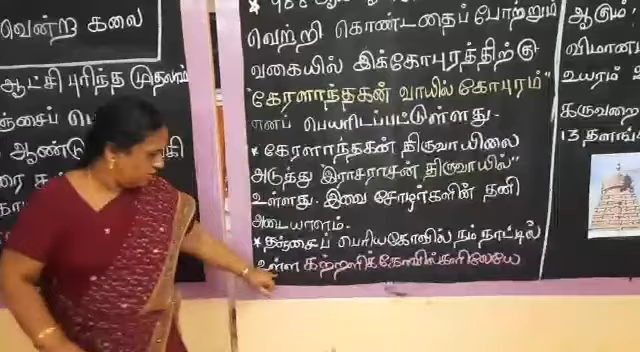 வென்ற கலை
ஆட்சி புரிந்த முதலாம்
ஆண்டு
வெற்றி கொண்டதைப் போற்றும்
வகையில் இக்கோபுரத்திற்கு
"கேரளாந்தகன் வாயில் கோபுரம்"
எனப் பெயரிடப்பட்டுள்ளது.
* கேரளாந்தகன் திருவாயிலை
அடுத்து "இராசராசன் திருவாயில்"
உள்ளது. இவை சோழர்களின் தனி
அடையாளம்.
* தஞ்சைப் பெரியகோவில் நம் நாட்டில்
உள்ள கற்றளிக்கோவில்களிலேயே
ஆகும்
உயரம்
கருவறை